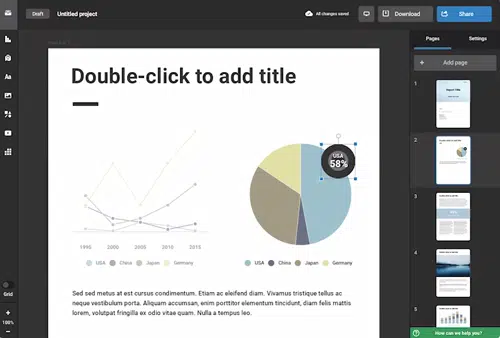 Draft
Untitled project
All changes saved
Download
Share
Pages
Settings
Add page
Double-click to add title
USA
58%
1990
2000
2005
2010
2015
USA
China
Japan
Germany
USA
China
Japan
Germany
Sed sed metus at est cursus condimentum. Etiam ac eleifend diam. Vivamus tristique tellus ac
neque vestibulum porta. Aliquam accumsan, enim porttitor elementum tincidunt, diam felis mattis
lorem, volutpat fringilla ex odio vitae quam. Nulla a tempus leo.
Aa
Grid
100%
1
2
3
4
5
How can we help you?